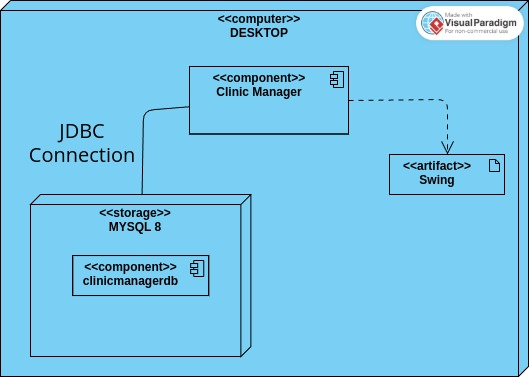 <<computer>>
DESKTOP
Made with
Visual Paradigm
For non-commercial use
<<component>>
Clinic Manager
JDBC
Connection
<<artifact>>
Swing
<<storage>>
MYSQL 8
<<component>>
clinicmanagerdb